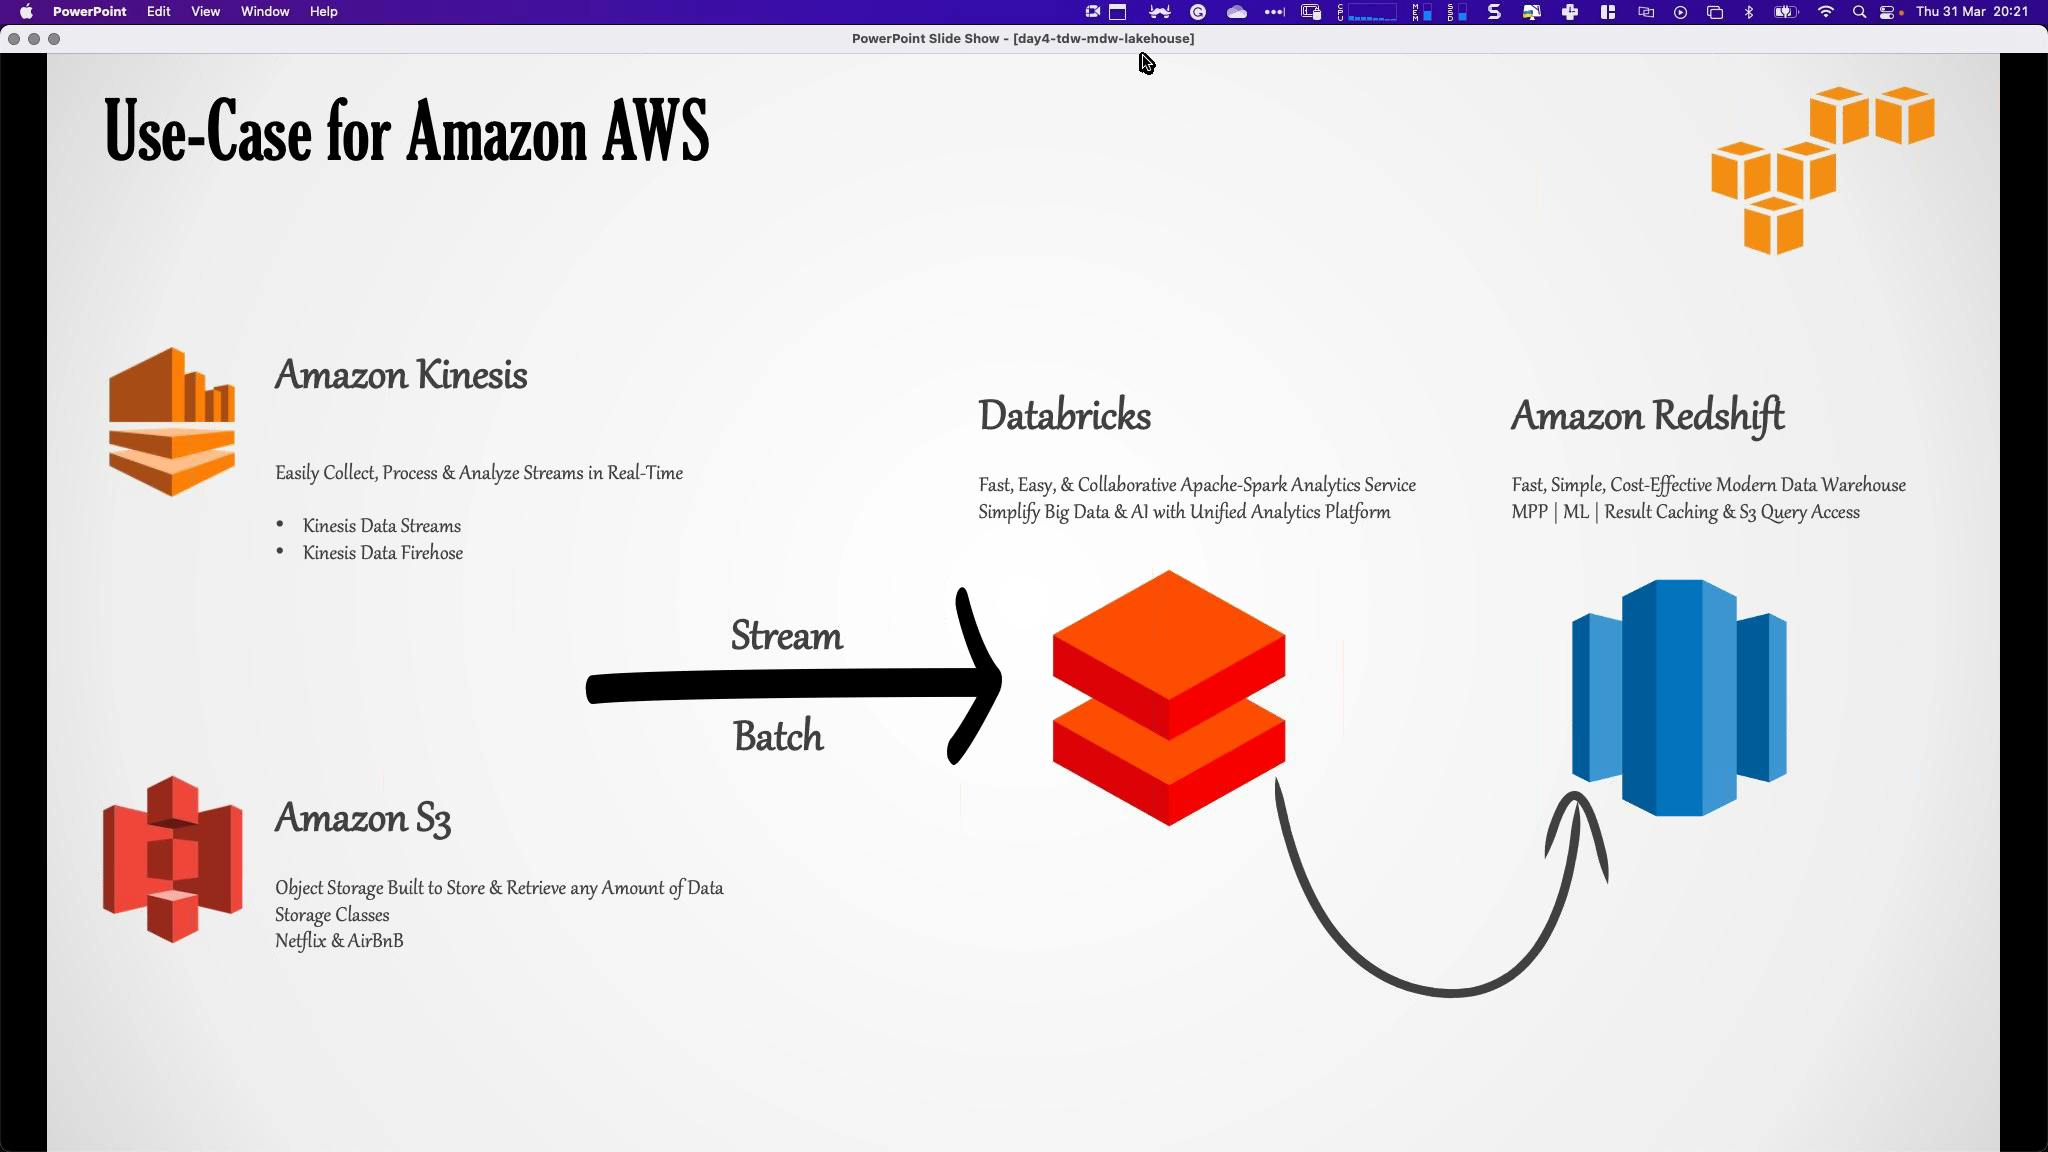 PowerPoint Edit View Window Help
Thu 31 Mar 20:21
PowerPoint Slide Show - [day4-tdw-mdw-lakehouse]
Use-Case for Amazon AWS
Amazon Kinesis
Easily Collect, Process & Analyze Streams in Real-Time
• Kinesis Data Streams
• Kinesis Data Firehose
Stream
Batch
Amazon S3
Object Storage Built to Store & Retrieve any Amount of Data
Storage Classes
Netflix & AirBnB
Databricks
Fast, Easy, & Collaborative Apache-Spark Analytics Service
Simplify Big Data & AI with Unified Analytics Platform
Amazon Redshift
Fast, Simple, Cost-Effective Modern Data Warehouse
MPP | ML | Result Caching & S3 Query Access